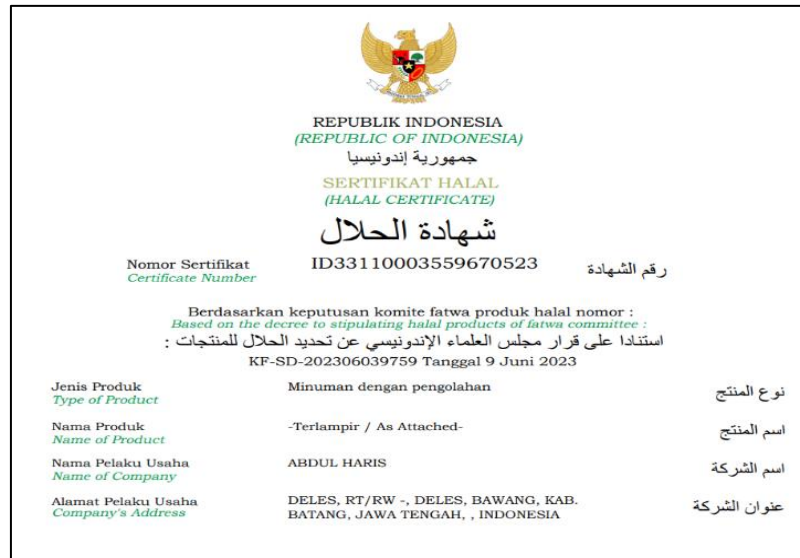 REPUBLIK INDONESIA
(REPUBLIC OF INDONESIA)
جمهورية إندونيسيا
SERTIFIKAT HALAL
(HALAL CERTIFICATE)
شهادة الحلال
Nomor Sertifikat ID33110003559670523 رقم الشهادة
Certificate Number
Berdasarkan keputusan komite fatwa produk halal nomor :
Based on the decree to stipulating halal products of fatwa committee :
استنادا على قرار مجلس العلماء الإندونيسي عن تحديد الحلال للمنتجات :
KF-SD-202306039759 Tanggal 9 Juni 2023
Jenis Produk Minuman dengan pengolahan نوع المنتج
Type of Product
Nama Produk -Terlampir / As Attached- اسم المنتج
Name of Product
Nama Pelaku Usaha ABDUL HARIS اسم الشركة
Name of Company
Alamat Pelaku Usaha DELES, RT/RW -, DELES, BAWANG, KAB. عنوان الشركة
Company's Address BATANG, JAWA TENGAH, , INDONESIA